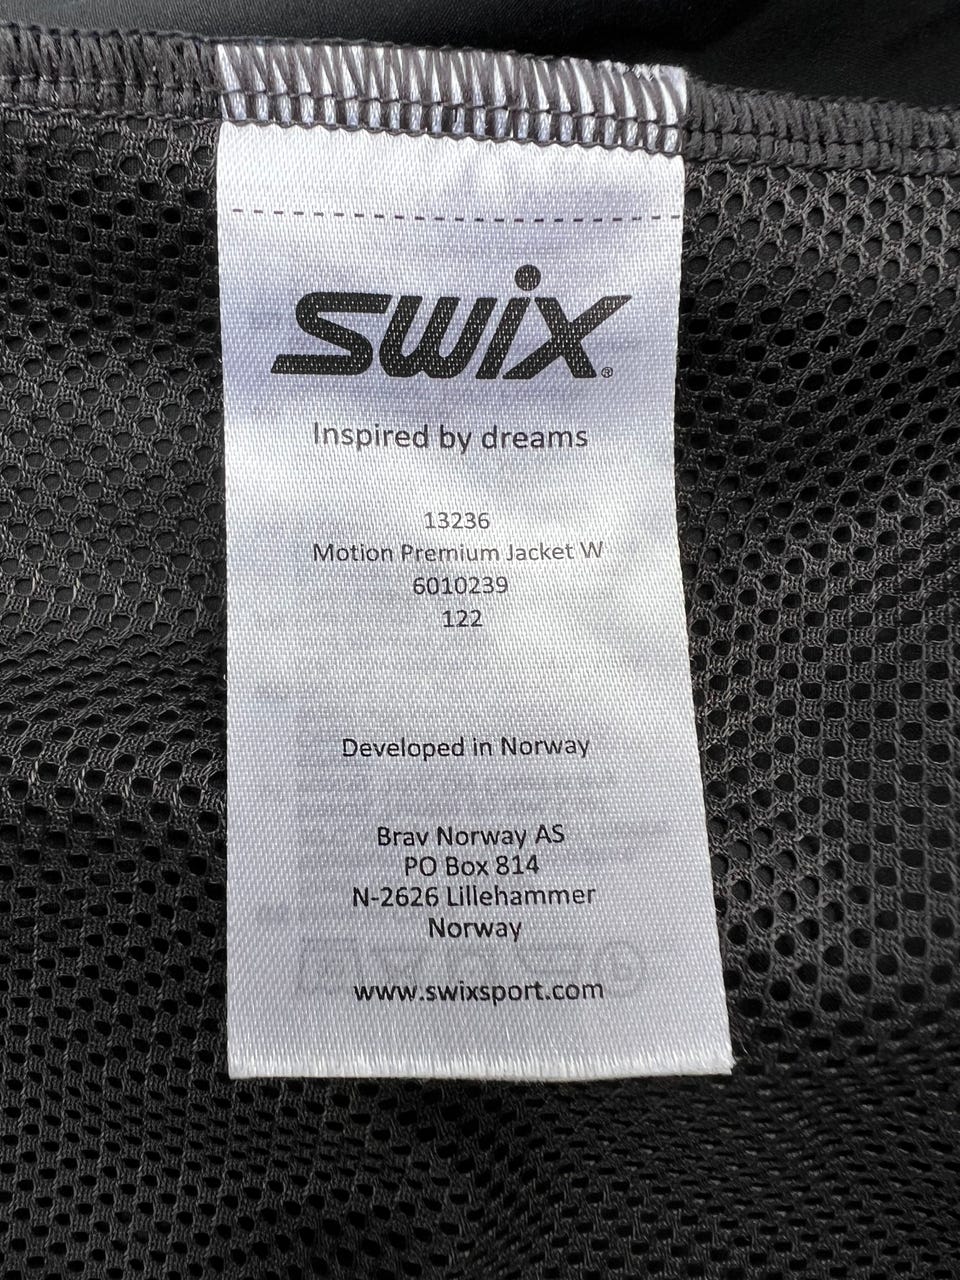 swix®
Inspired by dreams
13236
Motion Premium Jacket W
6010239
122
Developed in Norway
Brav Norway AS
PO Box 814
N-2626 Lillehammer
Norway
www.swixsport.com